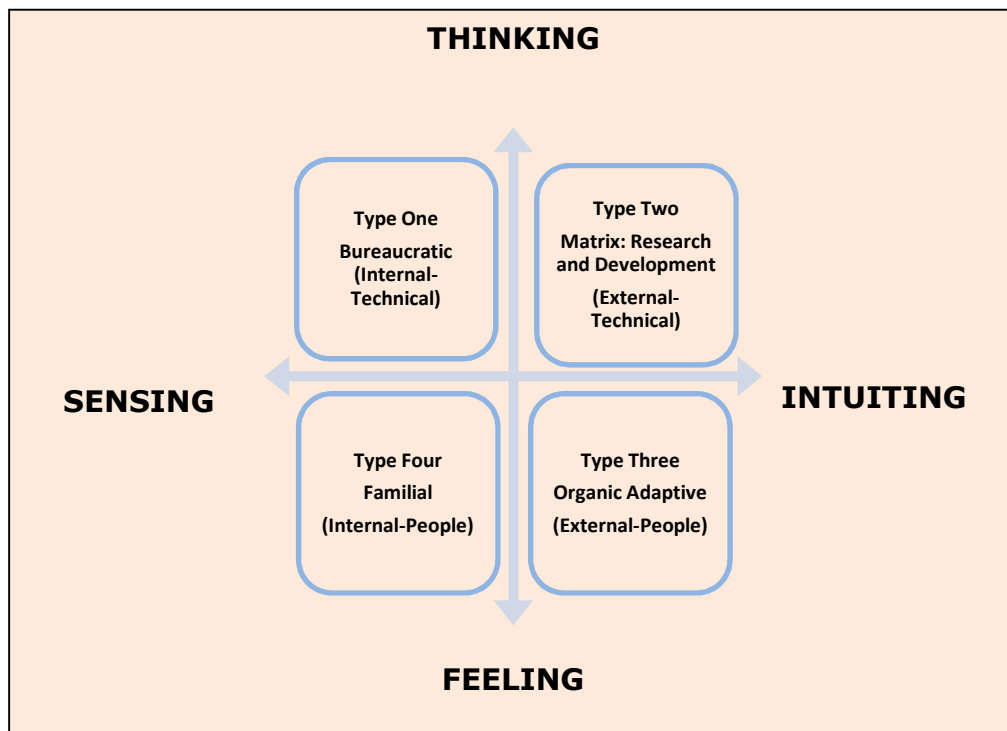 THINKING
Type One
Bureaucratic
(Internal-
Technical)
Type Two
Matrix: Research
and Development
(External-
Technical)
SENSING
INTUITING
Type Four
Familial
(Internal-People)
Type Three
Organic Adaptive
(External-People)
FEELING